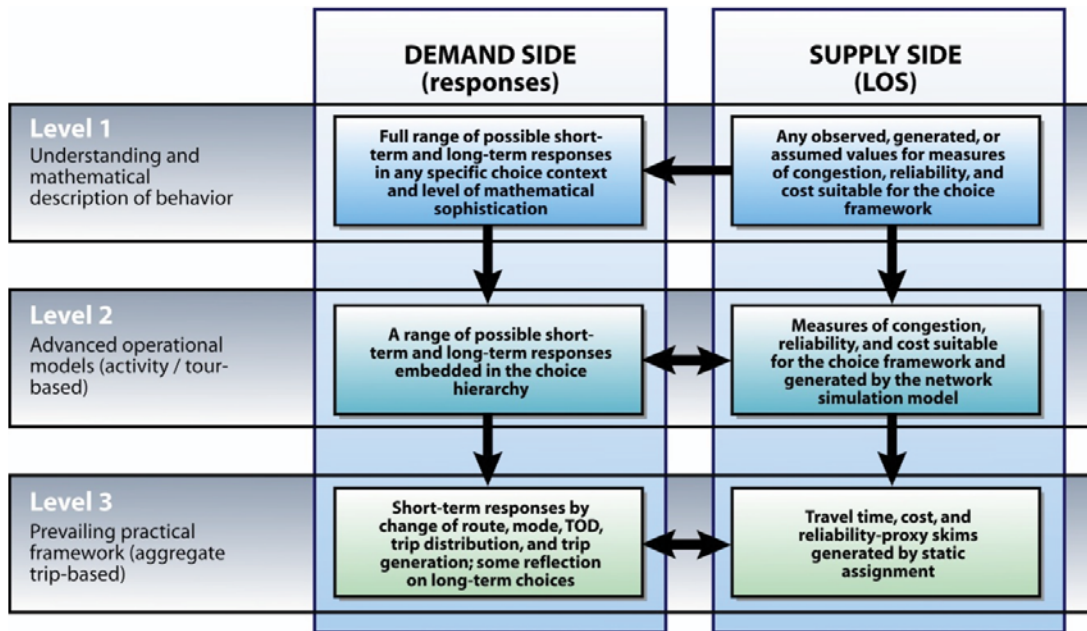 DEMAND SIDE
(responses)
SUPPLY SIDE
(LOS)
Level 1
Understanding and
mathematical
description of behavior
Full range of possible short-
term and long-term responses
in any specific choice context
and level of mathematical
sophistication
Any observed, generated, or
assumed values for measures
of congestion, reliability, and
cost suitable for the choice
framework
Level 2
Advanced operational
models (activity / tour-
based)
A range of possible short-
term and long-term responses
embedded in the choice
hierarchy
Measures of congestion,
reliability, and cost suitable
for the choice framework and
generated by the network
simulation model
Level 3
Prevailing practical
framework (aggregate
trip-based)
Short-term responses by
change of route, mode, TOD,
trip distribution, and trip
generation; some reflection
on long-term choices
Travel time, cost, and
reliability-proxy skims
generated by static
assignment